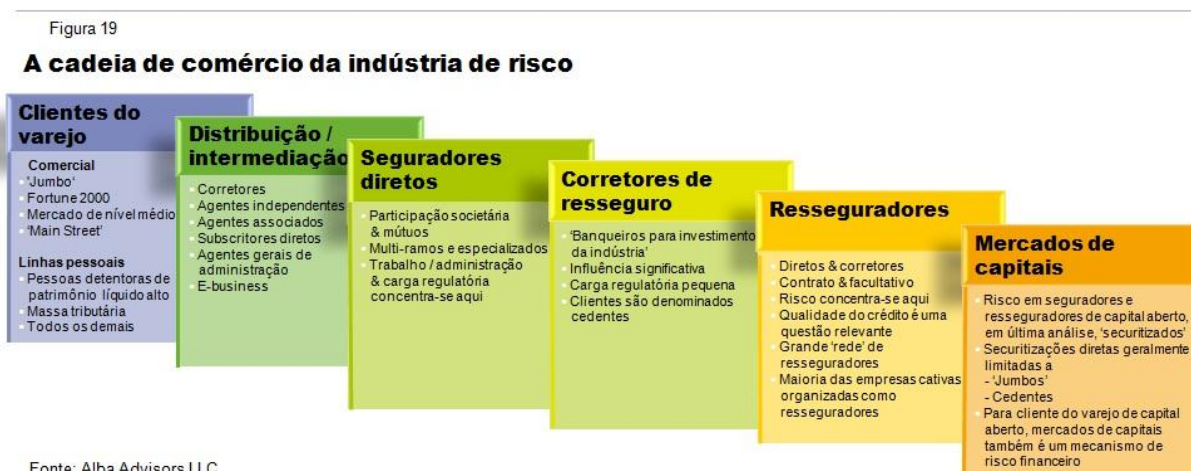 Figura 19
A cadeia de comércio da indústria de risco
Clientes do
varejo
Comercial
'Jumbo'
Fortune 2000
Mercado de nível médio
'Main Street'
Linhas pessoais
Pessoas detentoras de
patrimônio líquido alto
Massa tributária
Todos os demais
Distribuição /
intermediação
Corretores
Agentes independentes
Agentes associados
Subscritores diretos
Agentes gerais de
administração
E-business
Seguradores
diretos
Participação societária
& mútuos
Multi-ramos e especializados
Trabalho / administração
& carga regulatória
concentra-se aqui
Corretores de
resseguro
'Banqueiros para investimento
da indústria'
Influência significativa
Carga regulatória pequena
Clientes são denominados
cedentes
Resseguradores
Diretos & corretores
Contrato & facultativo
Risco concentra-se aqui
Qualidade do crédito é uma
questão relevante
Grande 'rede' de
resseguradores
Maioria das empresas cativas
organizadas como
resseguradores
Mercados de
capitais
Risco em seguradores e
resseguradores de capital aberto,
em última análise, 'securitizados'
Securitizações diretas geralmente
limitadas a
- 'Jumbos'
- Cedentes
Para cliente do varejo de capital
aberto, mercados de capitais
também é um mecanismo de
risco financeiro
Fonte: Alba Advisors LLC